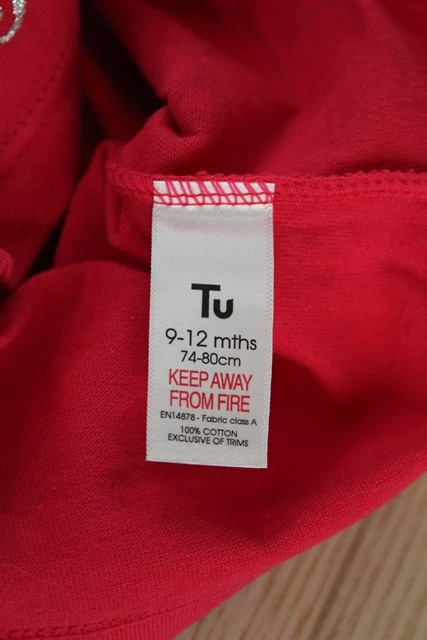 Tu
9-12 mths
74-80cm
KEEP AWAY
FROM FIRE
EN14878 - Fabric class A
100% COTTON
EXCLUSIVE OF TRIMS